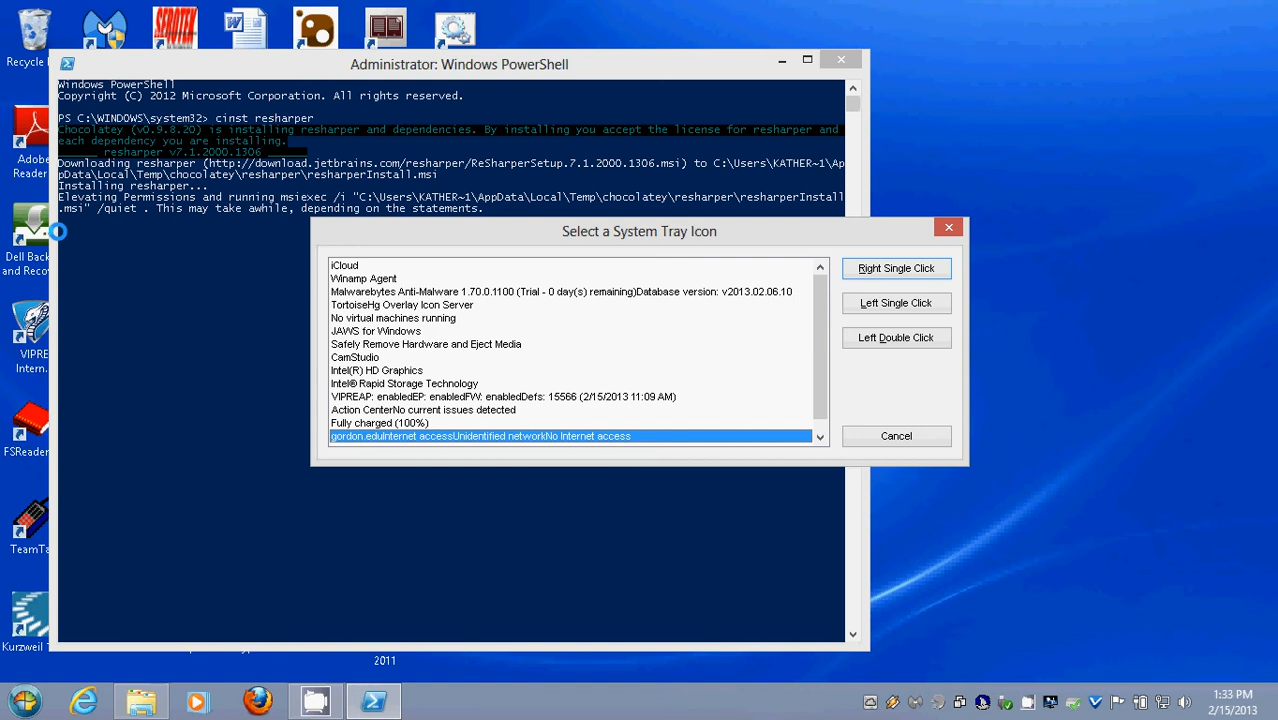 Recycle
SEROTEK
W
Administrator: Windows PowerShell
Windows PowerShell
Copyright (C) 2012 Microsoft Corporation. All rights reserved.
PS C:\WINDOWS\system32> cinst resharper
Chocolatey (v0.9.8.20) is installing resharper and dependencies. By installing you accept the license for resharper and
each dependency you are installing.
______ resharper v7.1.2000.1306 ______
Downloading resharper (http://download.jetbrains.com/resharper/ReSharperSetup.7.1.2000.1306.msi) to C:\Users\KATHER~1\Ap
pData\Local\Temp\chocolatey\resharper\resharperInstall.msi
Installing resharper...
Elevating Permissions and running msiexec /i "C:\Users\KATHER~1\AppData\Local\Temp\chocolatey\resharper\resharperInstall
.msi" /quiet . This may take awhile, depending on the statements.
Adobe
Reader
Dell Back
and Reco
VIPRE
Intern..
FSReader
TeamTa
Kurzweil
2011
Select a System Tray Icon
iCloud
Winamp Agent
Malwarebytes Anti-Malware 1.70.0.1100 (Trial - 0 day(s) remaining)Database version: v2013.02.06.10
TortoiseHg Overlay Icon Server
No virtual machines running
JAWS for Windows
Safely Remove Hardware and Eject Media
CamStudio
Intel(R) HD Graphics
Intel® Rapid Storage Technology
VIPREAP: enabledEP: enabledFW: enabledDefs: 15566 (2/15/2013 11:09 AM)
Action CenterNo current issues detected
Fully charged (100%)
gordon.eduInternet accessUnidentified networkNo Internet access
Right Single Click
Left Single Click
Left Double Click
Cancel
1:33 PM
2/15/2013